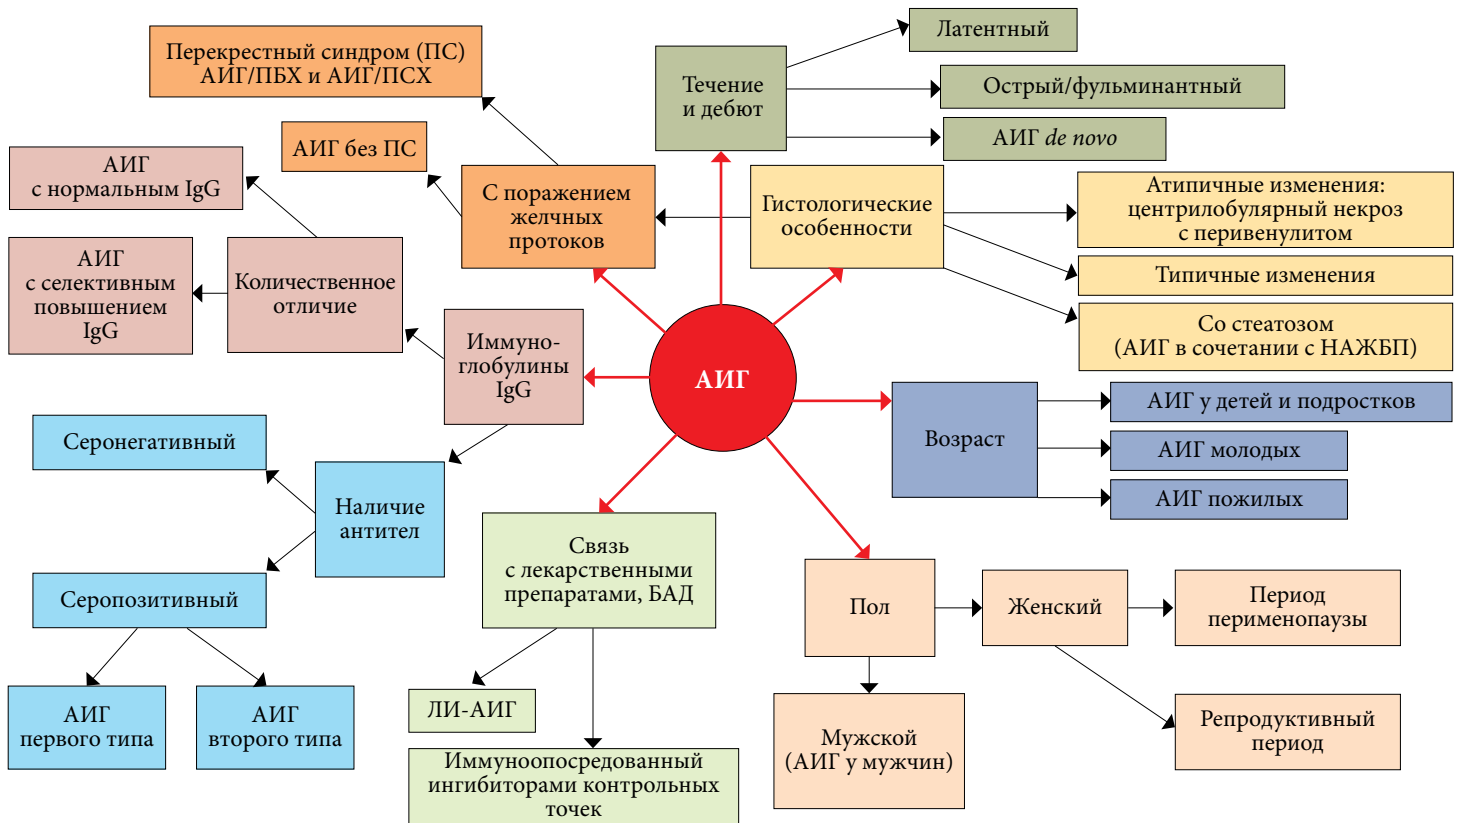 Перекрестный синдром (ПС)
АИГ/ПБХ и АИГ/ПСХ
АИГ без ПС
С поражением
желчных
протоков
Течение
и дебют
Латентный
Острый/фульминантный
АИГ de novo
Гистологические
особенности
Атипичные изменения:
центрилобулярный некроз
с перивенулитом
Типичные изменения
Со стеатозом
(АИГ в сочетании с НАЖБП)
АИГ
с нормальным IgG
АИГ
с селективным
повышением
IgG
Количественное
отличие
Иммуно-
глобулины
IgG
АИГ
Возраст
АИГ у детей и подростков
АИГ молодых
АИГ пожилых
Серонегативный
Наличие
антител
Серопозитивный
АИГ
первого типа
АИГ
второго типа
Связь
с лекарственными
препаратами, БАД
ЛИ-АИГ
Иммуноопосредованный
ингибиторами контрольных
точек
Пол
Женский
Период
перименопаузы
Репродуктивный
период
Мужской
(АИГ у мужчин)